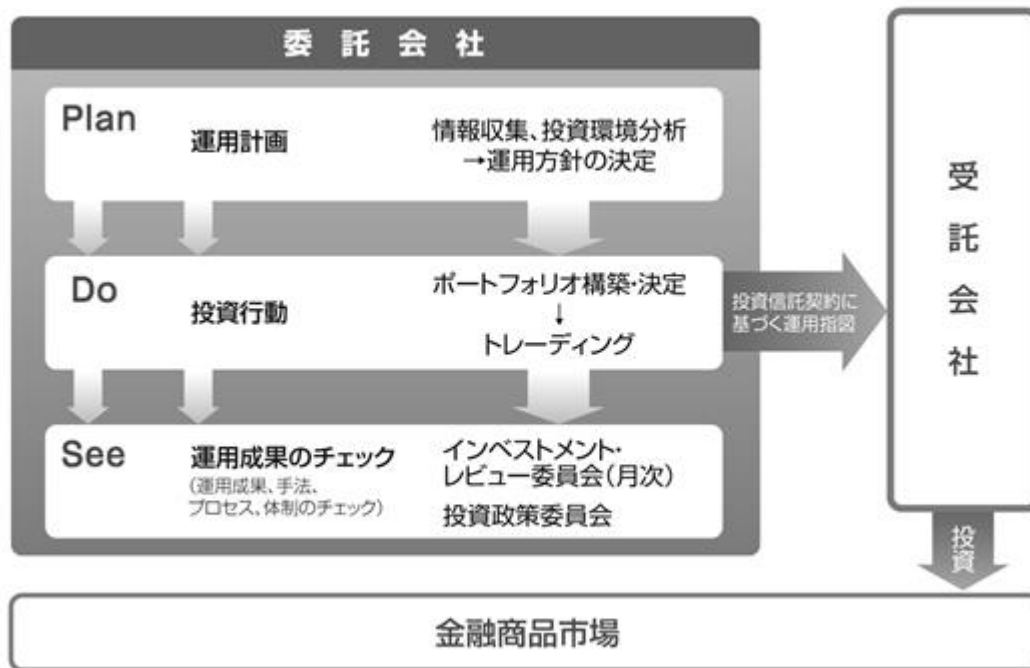 委託会社
Plan
運用計画
情報収集、投資環境分析
→運用方針の決定
Do
投資行動
ポートフォリオ構築・決定
↓
トレーディング
投資信託契約に
基づく運用指図
See
運用成果のチェック
(運用成果、手法、
プロセス、体制のチェック)
インベストメント・
レビュー委員会(月次)
投資政策委員会
受託会社
投資
金融商品市場